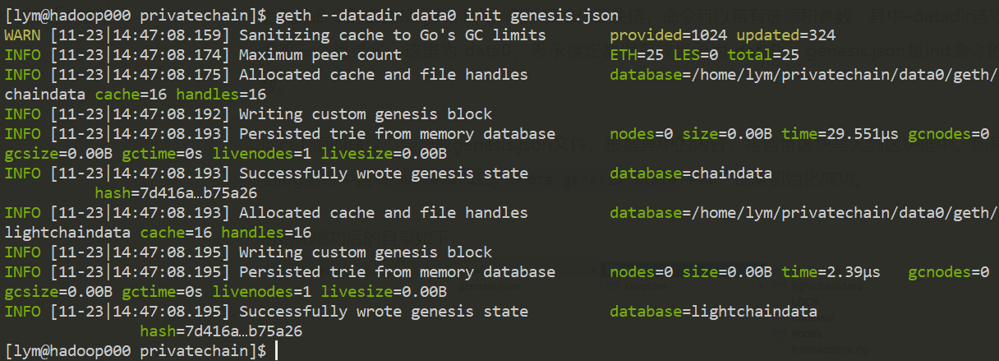 [lym@hadoop000 privatechain]$ geth --datadir data0 init genesis.json
WARN [11-23|14:47:08.159] Sanitizing cache to Go's GC limits provided=1024 updated=324
INFO [11-23|14:47:08.174] Maximum peer count ETH=25 LES=0 total=25
INFO [11-23|14:47:08.175] Allocated cache and file handles database=/home/lym/privatechain/data0/geth/
chaindata cache=16 handles=16
INFO [11-23|14:47:08.192] Writing custom genesis block
INFO [11-23|14:47:08.193] Persisted trie from memory database nodes=0 size=0.00B time=29.551µs gcnodes=0
gcsize=0.00B gctime=0s livenodes=1 livesize=0.00B
INFO [11-23|14:47:08.193] Successfully wrote genesis state database=chaindata
hash=7d416a…b75a26
INFO [11-23|14:47:08.193] Allocated cache and file handles database=/home/lym/privatechain/data0/geth/
lightchaindata cache=16 handles=16
INFO [11-23|14:47:08.195] Writing custom genesis block
INFO [11-23|14:47:08.195] Persisted trie from memory database nodes=0 size=0.00B time=2.39µs gcnodes=0
gcsize=0.00B gctime=0s livenodes=1 livesize=0.00B
INFO [11-23|14:47:08.195] Successfully wrote genesis state database=lightchaindata
hash=7d416a…b75a26
[lym@hadoop000 privatechain]$